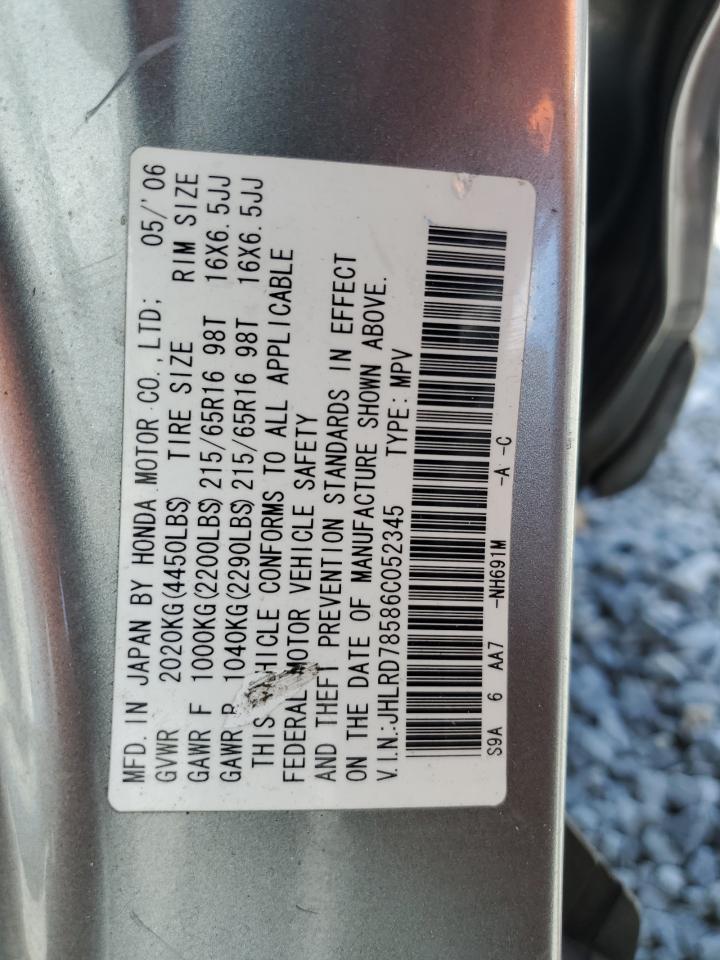 MFD. IN JAPAN BY HONDA MOTOR CO., LTD; 05/'06
GVWR 2020KG(4450LBS) TIRE SIZE RIM SIZE
GAWR F 1000KG(2200LBS) 215/65R16 98T 16X6.5JJ
GAWR R 1040KG(2290LBS) 215/65R16 98T 16X6.5JJ
THIS VEHICLE CONFORMS TO ALL APPLICABLE
FEDERAL MOTOR VEHICLE SAFETY
AND THEFT PREVENTION STANDARDS IN EFFECT
ON THE DATE OF MANUFACTURE SHOWN ABOVE.
V.I.N.:JHLRD78586C052345 TYPE:MPV
S9A 6 AA7 -NH691M -A -C